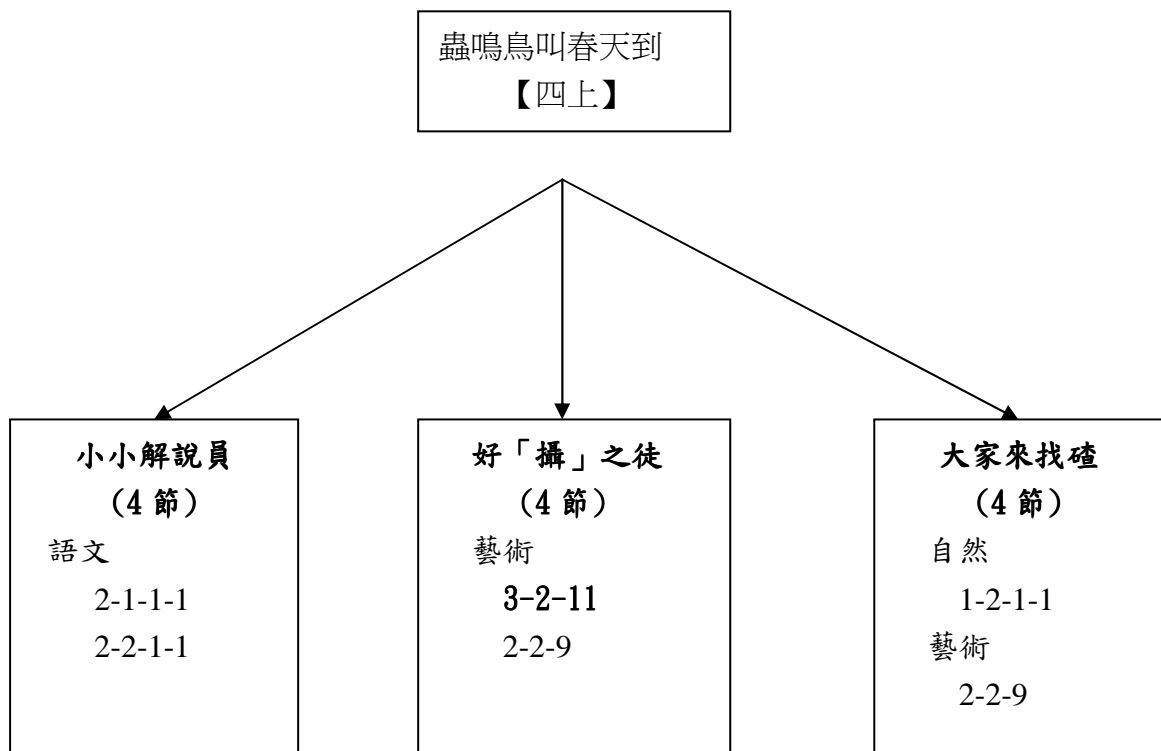 蟲鳴鳥叫春天到
【四上】
小小解說員
（4 節）
語文
2-1-1-1
2-2-1-1
好「攝」之徒
（4 節）
藝術
3-2-11
2-2-9
大家來找碴
（4 節）
自然
1-2-1-1
藝術
2-2-9